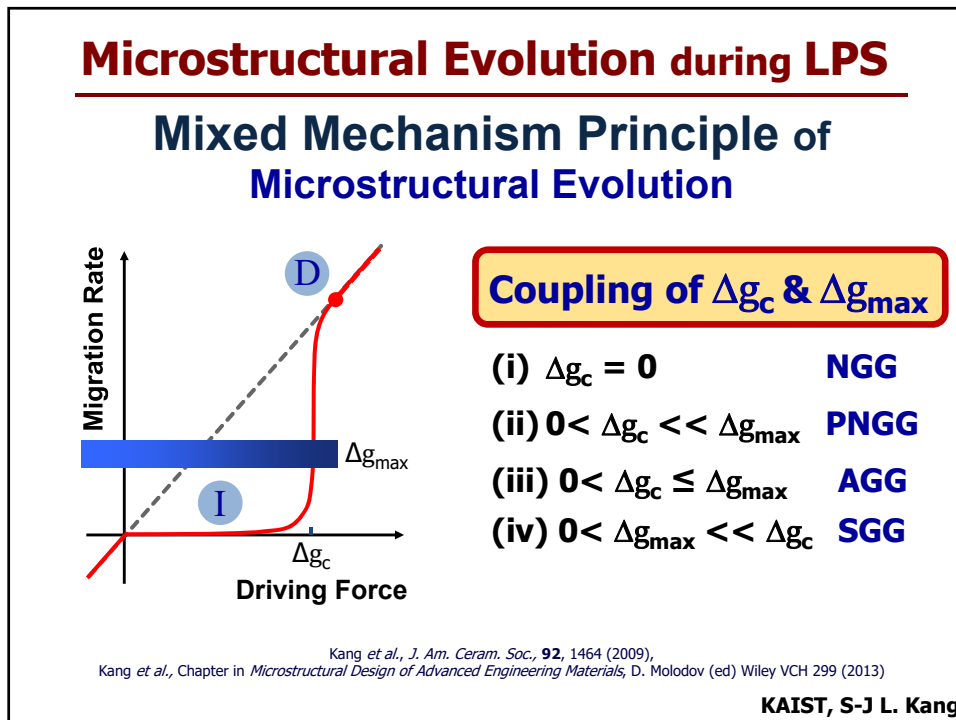 Microstructural Evolution during LPS
Mixed Mechanism Principle of
Microstructural Evolution
Migration Rate
D
I
Δgmax
Δgc
Driving Force
Coupling of Δgc & Δgmax
(i) Δgc = 0 NGG
(ii) 0< Δgc << Δgmax PNGG
(iii) 0< Δgc ≤ Δgmax AGG
(iv) 0< Δgmax << Δgc SGG
Kang et al., J. Am. Ceram. Soc., 92, 1464 (2009),
Kang et al., Chapter in Microstructural Design of Advanced Engineering Materials, D. Molodov (ed) Wiley VCH 299 (2013)
KAIST, S-J L. Kang